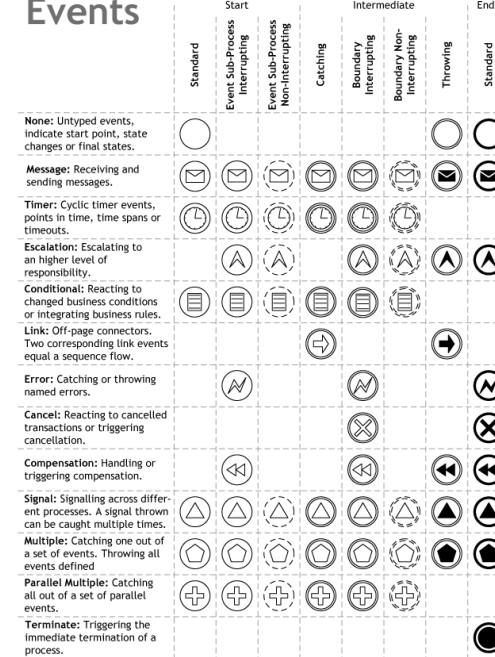 Events
Start
Intermediate
End
Standard
Event Sub-Process
Interrupting
Event Sub-Process
Non-Interrupting
Catching
Boundary
Interrupting
Boundary Non-
Interrupting
Throwing
Standard
None: Untyped events,
indicate start point, state
changes or final states.
Message: Receiving and
sending messages.
Timer: Cyclic timer events,
points in time, time spans or
timeouts.
Escalation: Escalating to
an higher level of
responsibility.
Conditional: Reacting to
changed business conditions
or integrating business rules.
Link: Off-page connectors.
Two corresponding link events
equal a sequence flow.
Error: Catching or throwing
named errors.
Cancel: Reacting to cancelled
transactions or triggering
cancellation.
Compensation: Handling or
triggering compensation.
Signal: Signalling across differ-
ent processes. A signal thrown
can be caught multiple times.
Multiple: Catching one out of
a set of events. Throwing all
events defined
Parallel Multiple: Catching
all out of a set of parallel
events.
Terminate: Triggering the
immediate termination of a
process.